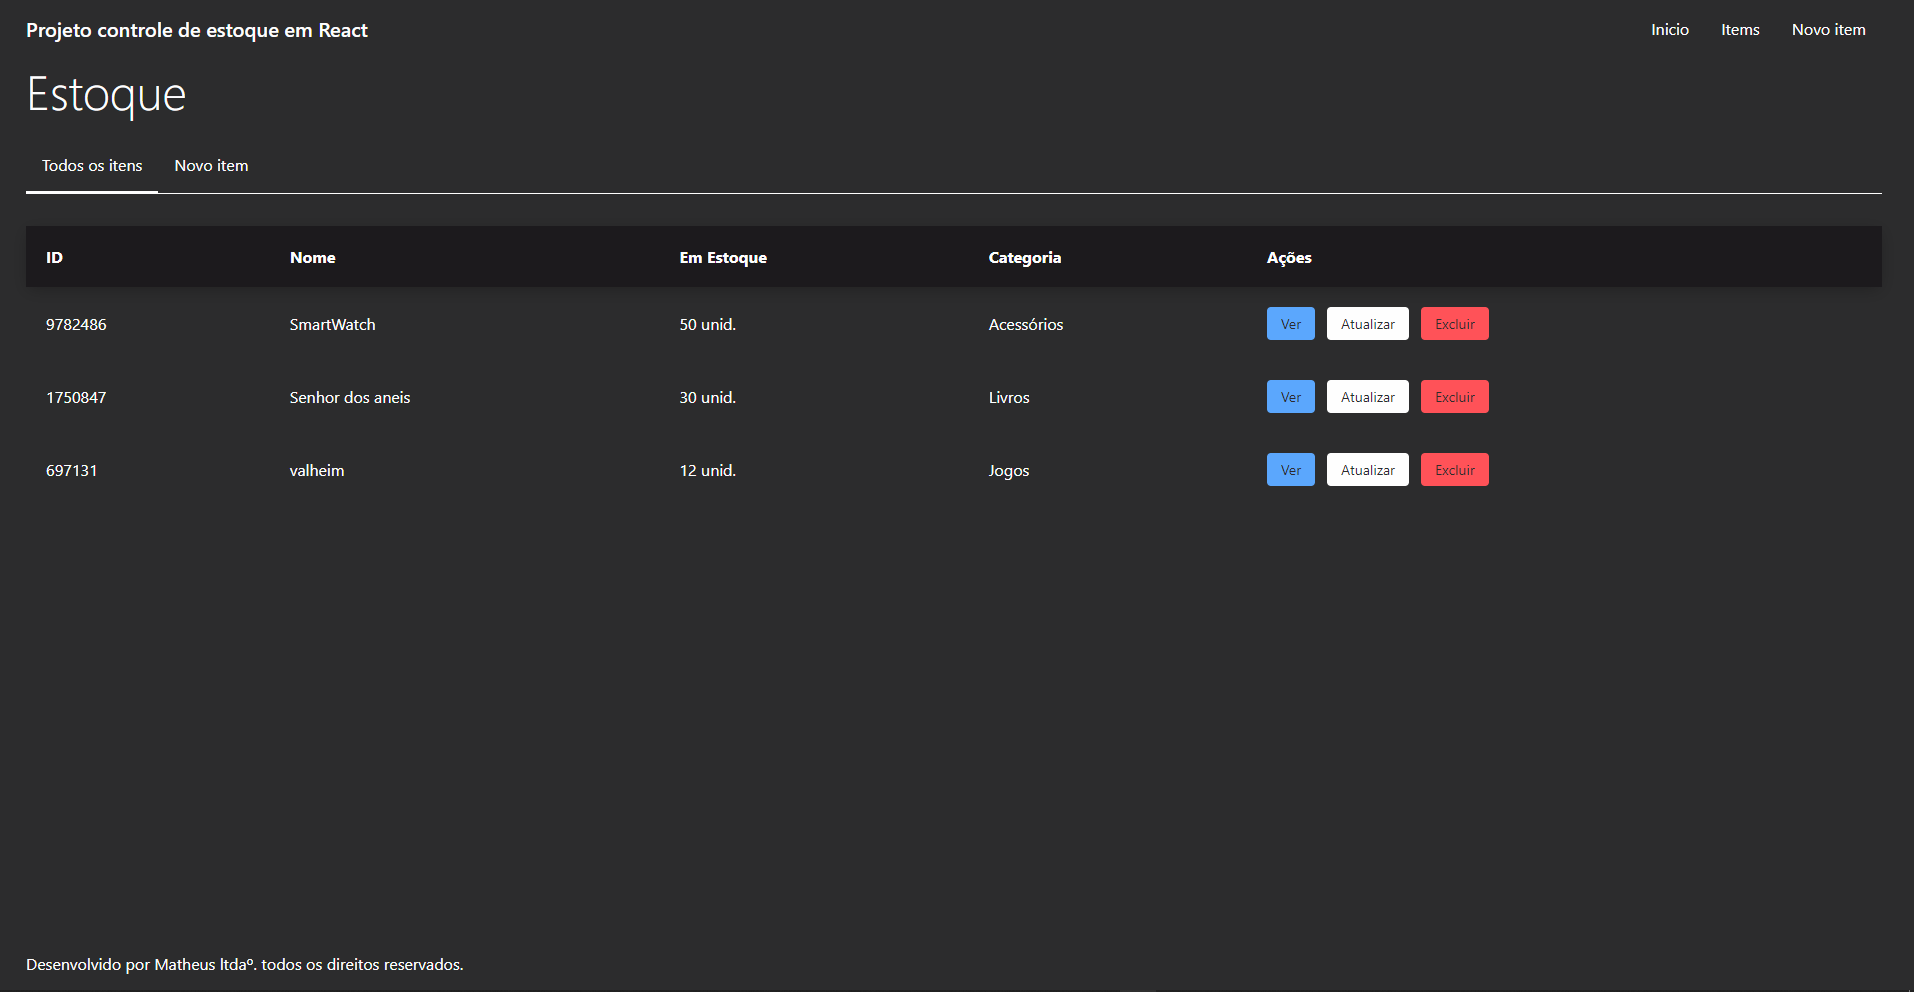 Projeto controle de estoque em React Inicio Items Novo item
Estoque
Todos os itens Novo item
ID Nome Em Estoque Categoria Ações
9782486 SmartWatch 50 unid. Acessórios Ver Atualizar Excluir
1750847 Senhor dos aneis 30 unid. Livros Ver Atualizar Excluir
697131 valheim 12 unid. Jogos Ver Atualizar Excluir
Desenvolvido por Matheus ltdaº. todos os direitos reservados.